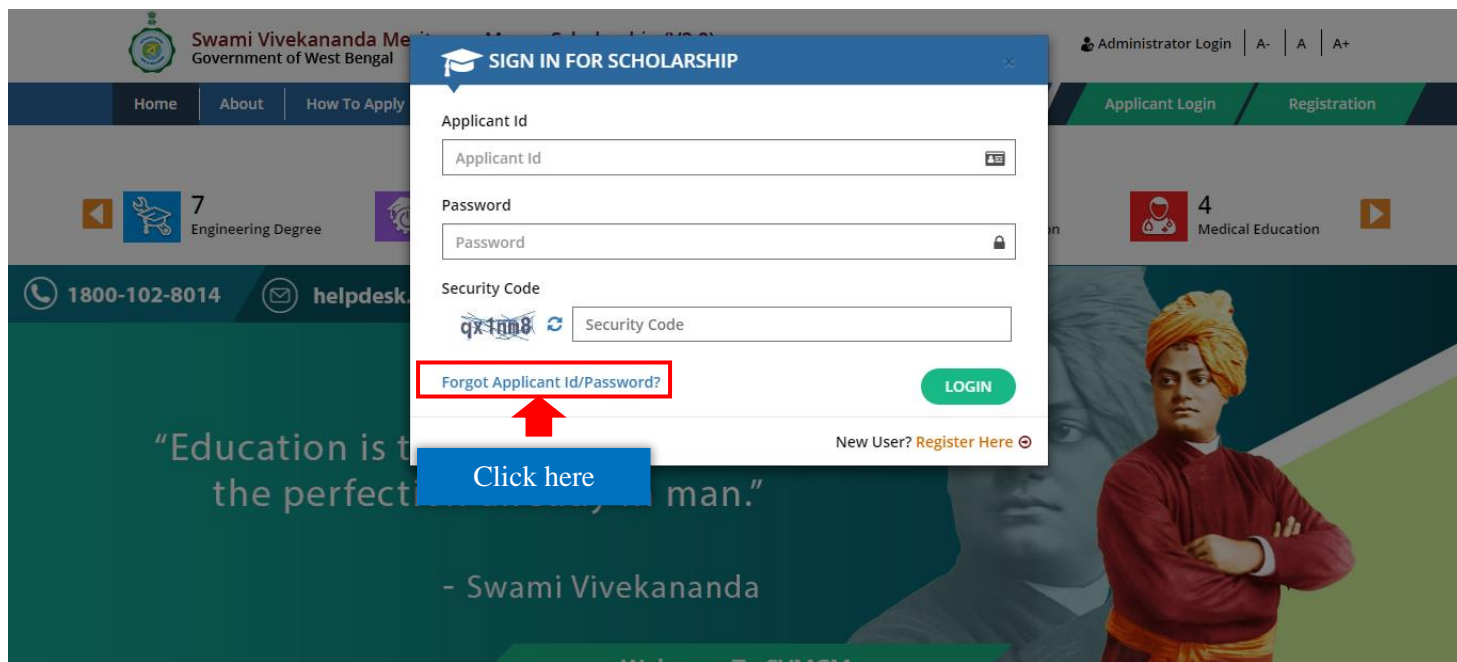 Swami Vivekananda Me
Government of West Bengal
Administrator Login A- A A+
SIGN IN FOR SCHOLARSHIP ×
Home About How To Apply
Applicant Login Registration
Applicant Id
Applicant Id
Password
Password
7
Engineering Degree
4
Medical Education
Security Code
qx1nm8 Security Code
1800-102-8014 helpdesk.
Forgot Applicant Id/Password? LOGIN
New User? Register Here
Click here
"Education is t
the perfecti man."
- Swami Vivekananda